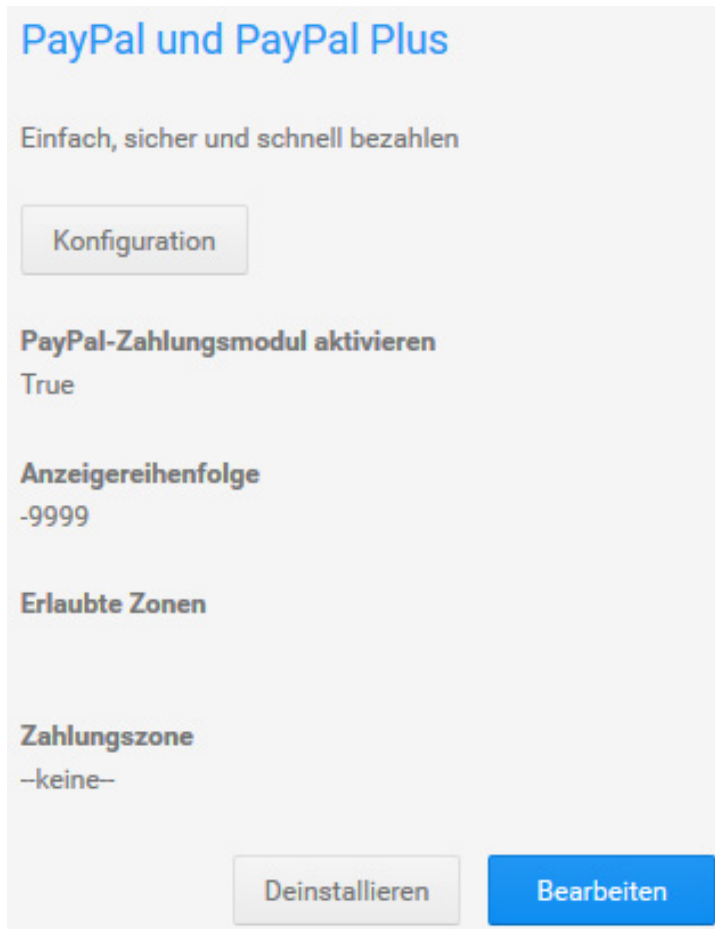 PayPal und PayPal Plus
Einfach, sicher und schnell bezahlen
Konfiguration
PayPal-Zahlungsmodul aktivieren
True
Anzeigereihenfolge
-9999
Erlaubte Zonen
Zahlungszone
--keine--
Deinstallieren
Bearbeiten